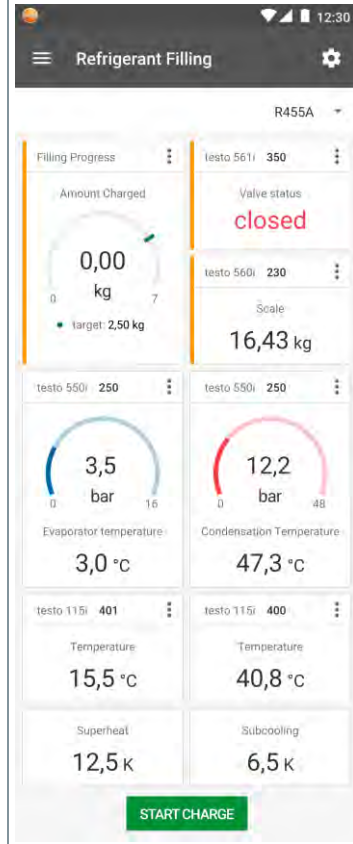 12:30
Refrigerant Filling
R455A
Filling Progress
Amount Charged
0,00
kg
0 7
target: 2,50 kg
testo 561i 350
Valve status
closed
testo 560i 230
Scale
16,43 kg
testo 550i 250
3,5
bar
0 16
Evaporator temperature
3,0 °C
testo 550i 250
12,2
bar
0 48
Condensation Temperature
47,3 °C
testo 115i 401
Temperature
15,5 °C
testo 115i 400
Temperature
40,8 °C
Superheat
12,5 K
Subcooling
6,5 K
START CHARGE